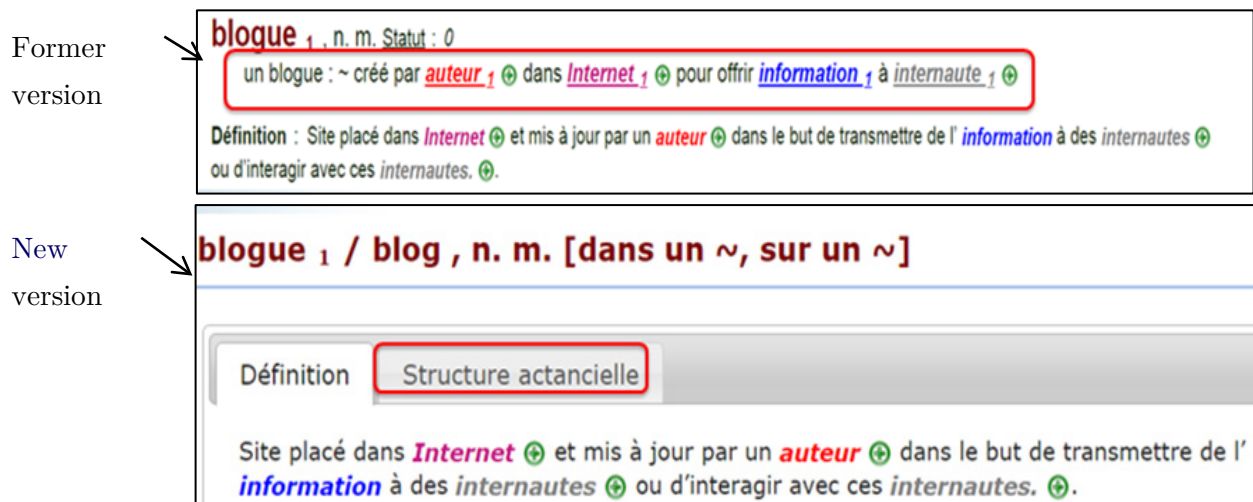 Former
version
blogue 1 , n. m. Statut : 0
un blogue : ~ créé par auteur 1 dans Internet 1 pour offrir information 1 à internaute 1
Définition : Site placé dans Internet et mis à jour par un auteur dans le but de transmettre de l' information à des internautes
ou d'interagir avec ces internautes. .
New
version
blogue 1 / blog , n. m. [dans un ~, sur un ~]
Définition Structure actancielle
Site placé dans Internet et mis à jour par un auteur dans le but de transmettre de l'
information à des internautes ou d'interagir avec ces internautes. .